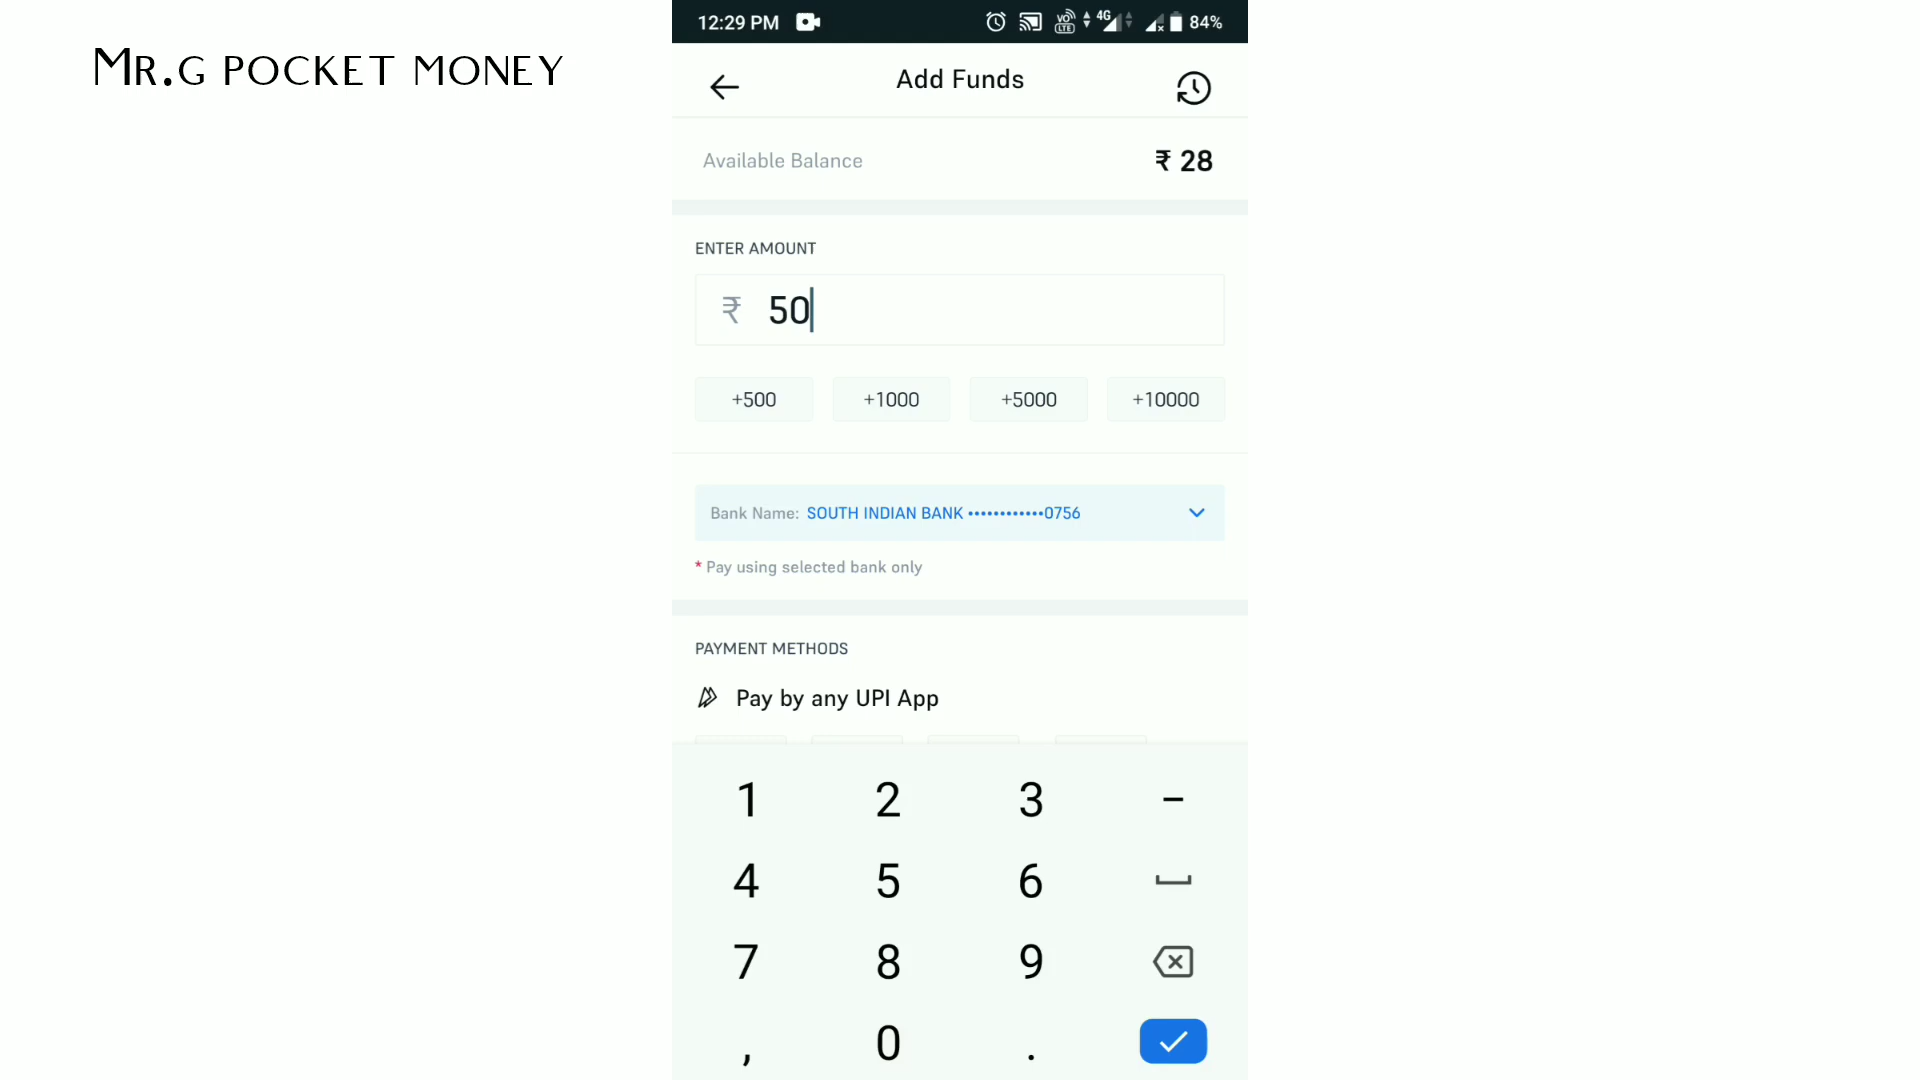 Mr.g pocket money
12:29 PM 4G 84%
Add Funds
Available Balance ₹ 28
ENTER AMOUNT
₹ 50
+500 +1000 +5000 +10000
Bank Name: SOUTH INDIAN BANK ••••••••••••0756
* Pay using selected bank only
PAYMENT METHODS
Pay by any UPI App
1 2 3 –
4 5 6
7 8 9
, 0 .